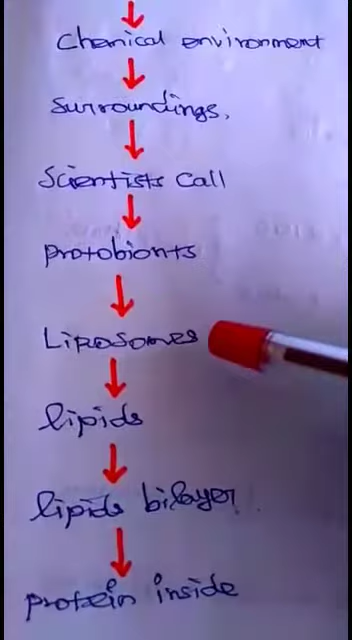 Chemical environment
Surroundings,
Scientists Call
Protobionts
Liposomes
lipids
lipids bilayer
protein inside